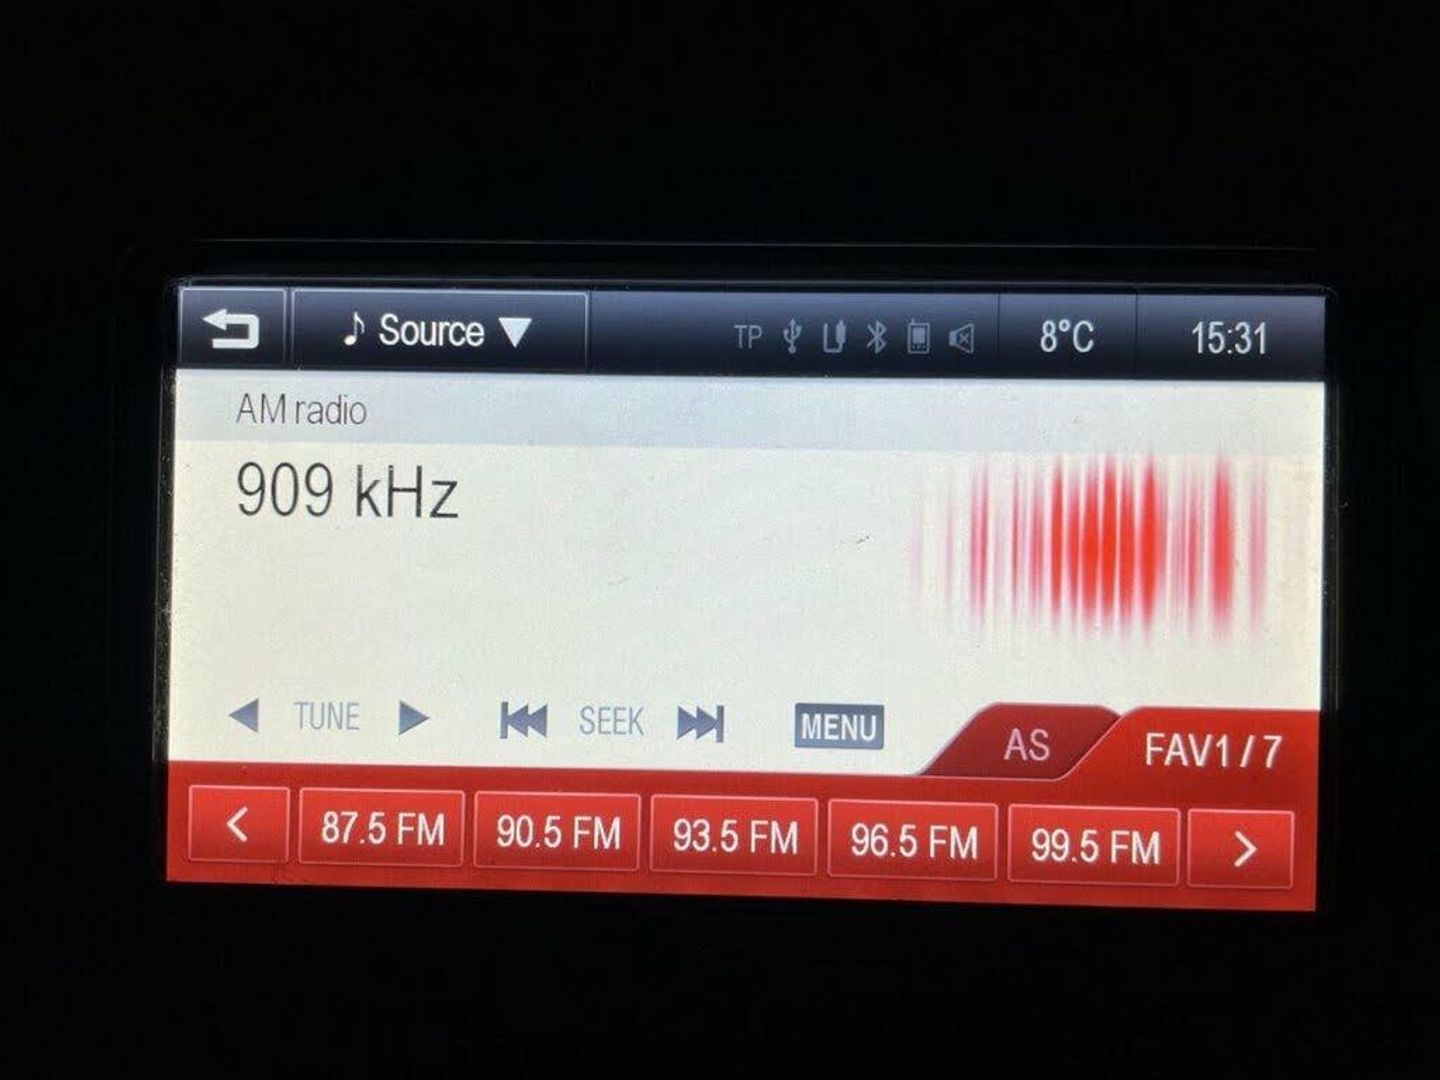 Source TP 8°C 15:31
AM radio
909 kHz
TUNE SEEK MENU AS FAV1 / 7
87.5 FM 90.5 FM 93.5 FM 96.5 FM 99.5 FM